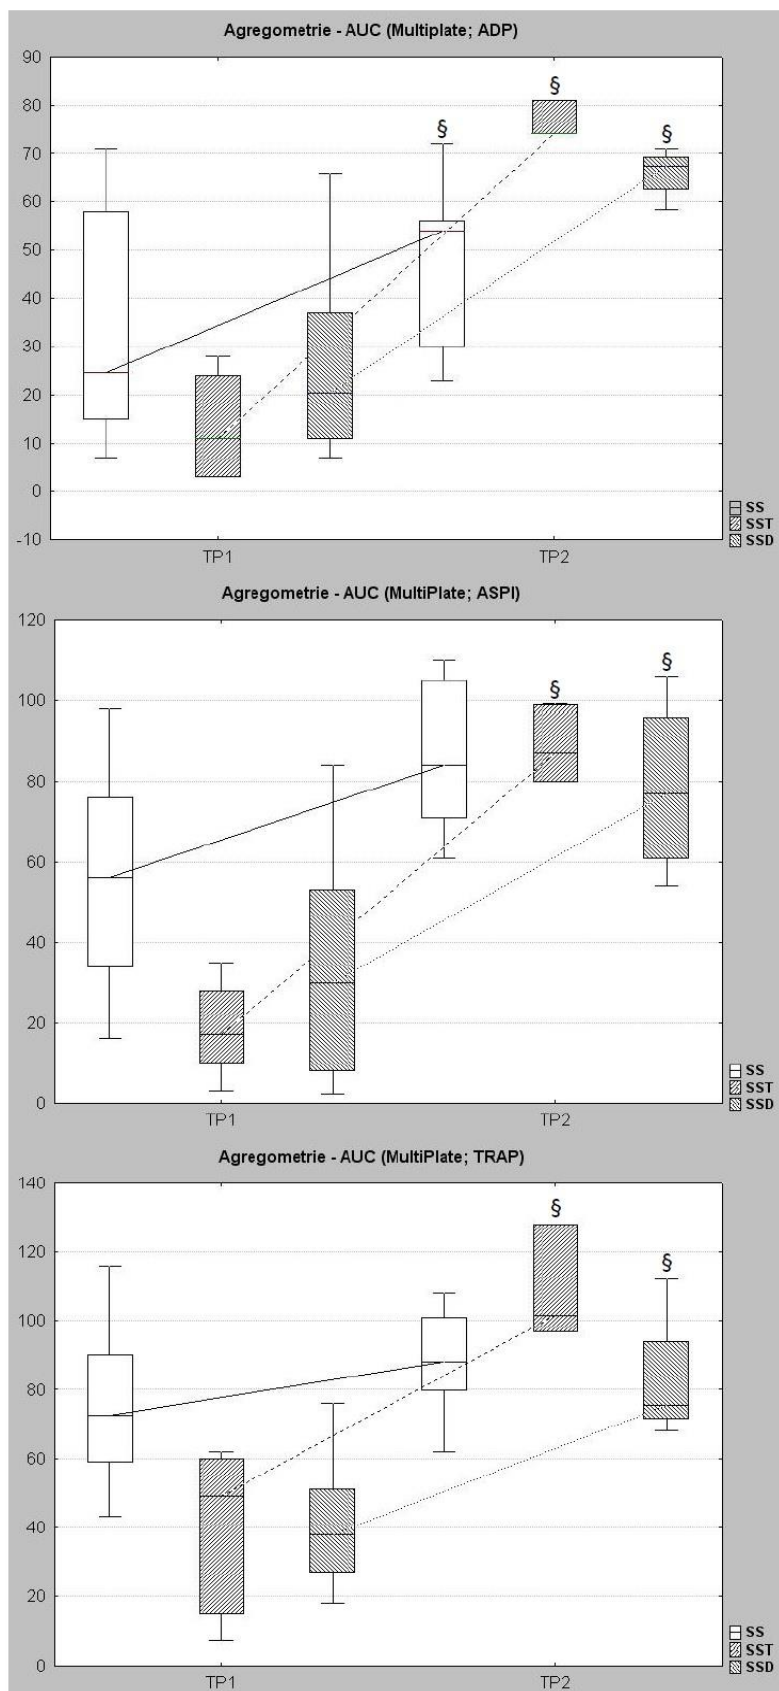 Agregometrie - AUC (Multiplate; ADP)
90
§
80
§
§
70
60
50
40
30
20
10
0
SS
SST
-10
SSD
TP1
TP2
Agregometrie - AUC (MultiPlate; ASPI)
120
§
§
100
80
60
40
20
SS
SST
0
SSD
TP1
TP2
Agregometrie - AUC (MultiPlate; TRAP)
140
§
120
§
100
80
60
40
20
SS
SST
0
SSD
TP1
TP2